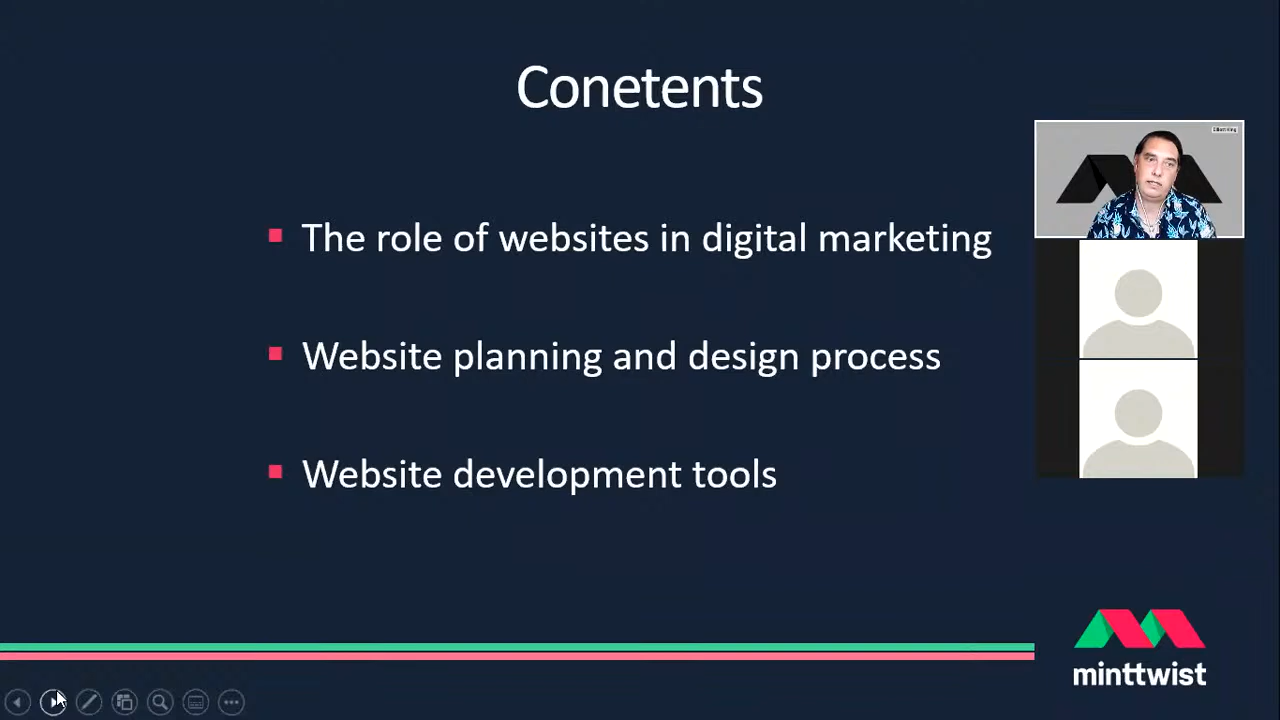 Conetents
The role of websites in digital marketing
Website planning and design process
Website development tools
minttwist